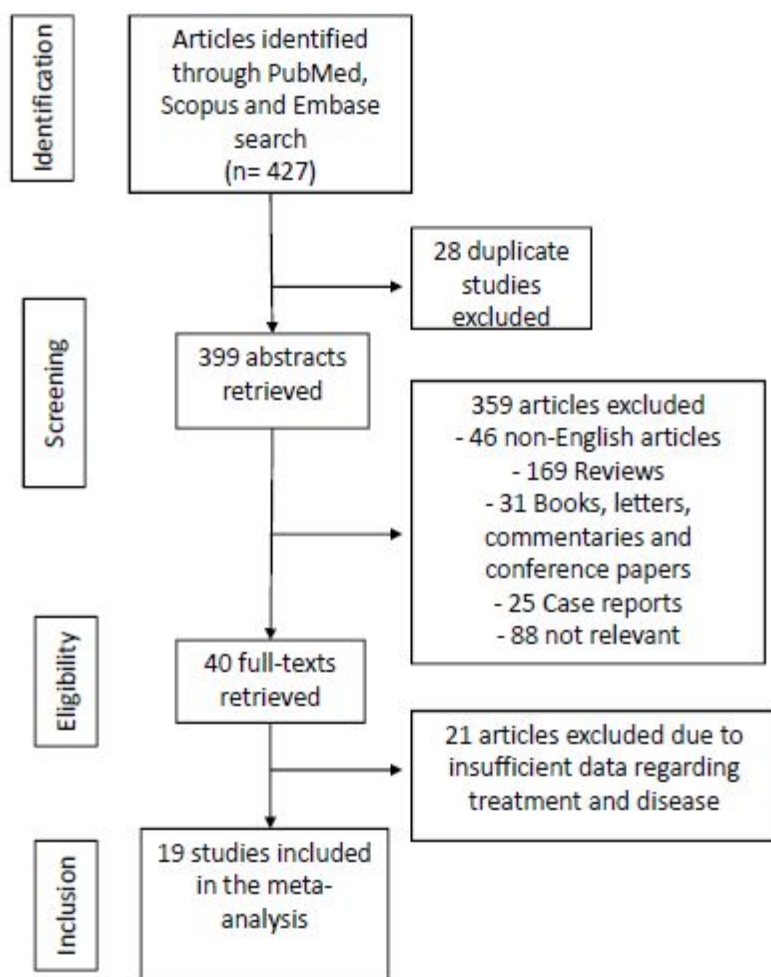 Identification
Articles identified
through PubMed,
Scopus and Embase
search
(n= 427)
28 duplicate
studies
excluded
Screening
399 abstracts
retrieved
359 articles excluded
- 46 non-English articles
- 169 Reviews
- 31 Books, letters,
commentaries and
conference papers
- 25 Case reports
- 88 not relevant
Eligibility
40 full-texts
retrieved
21 articles excluded due to
insufficient data regarding
treatment and disease
Inclusion
19 studies included
in the meta-
analysis